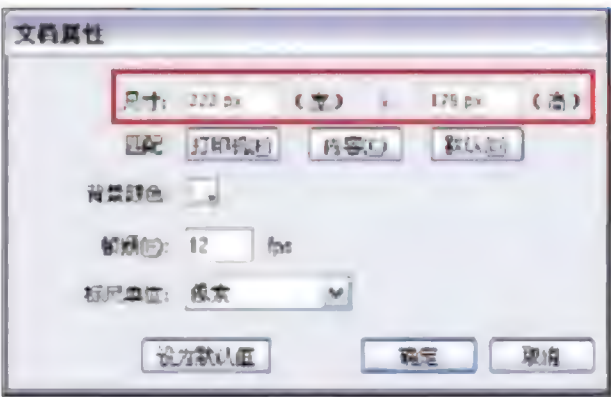 文档属性
尺寸: 222 px (宽) x 179 px (高)
匹配 打印机(P) 内容(C) 默认(D)
背景颜色
帧频(F): 12 fps
标尺单位: 像素
设为默认值 确定 取消